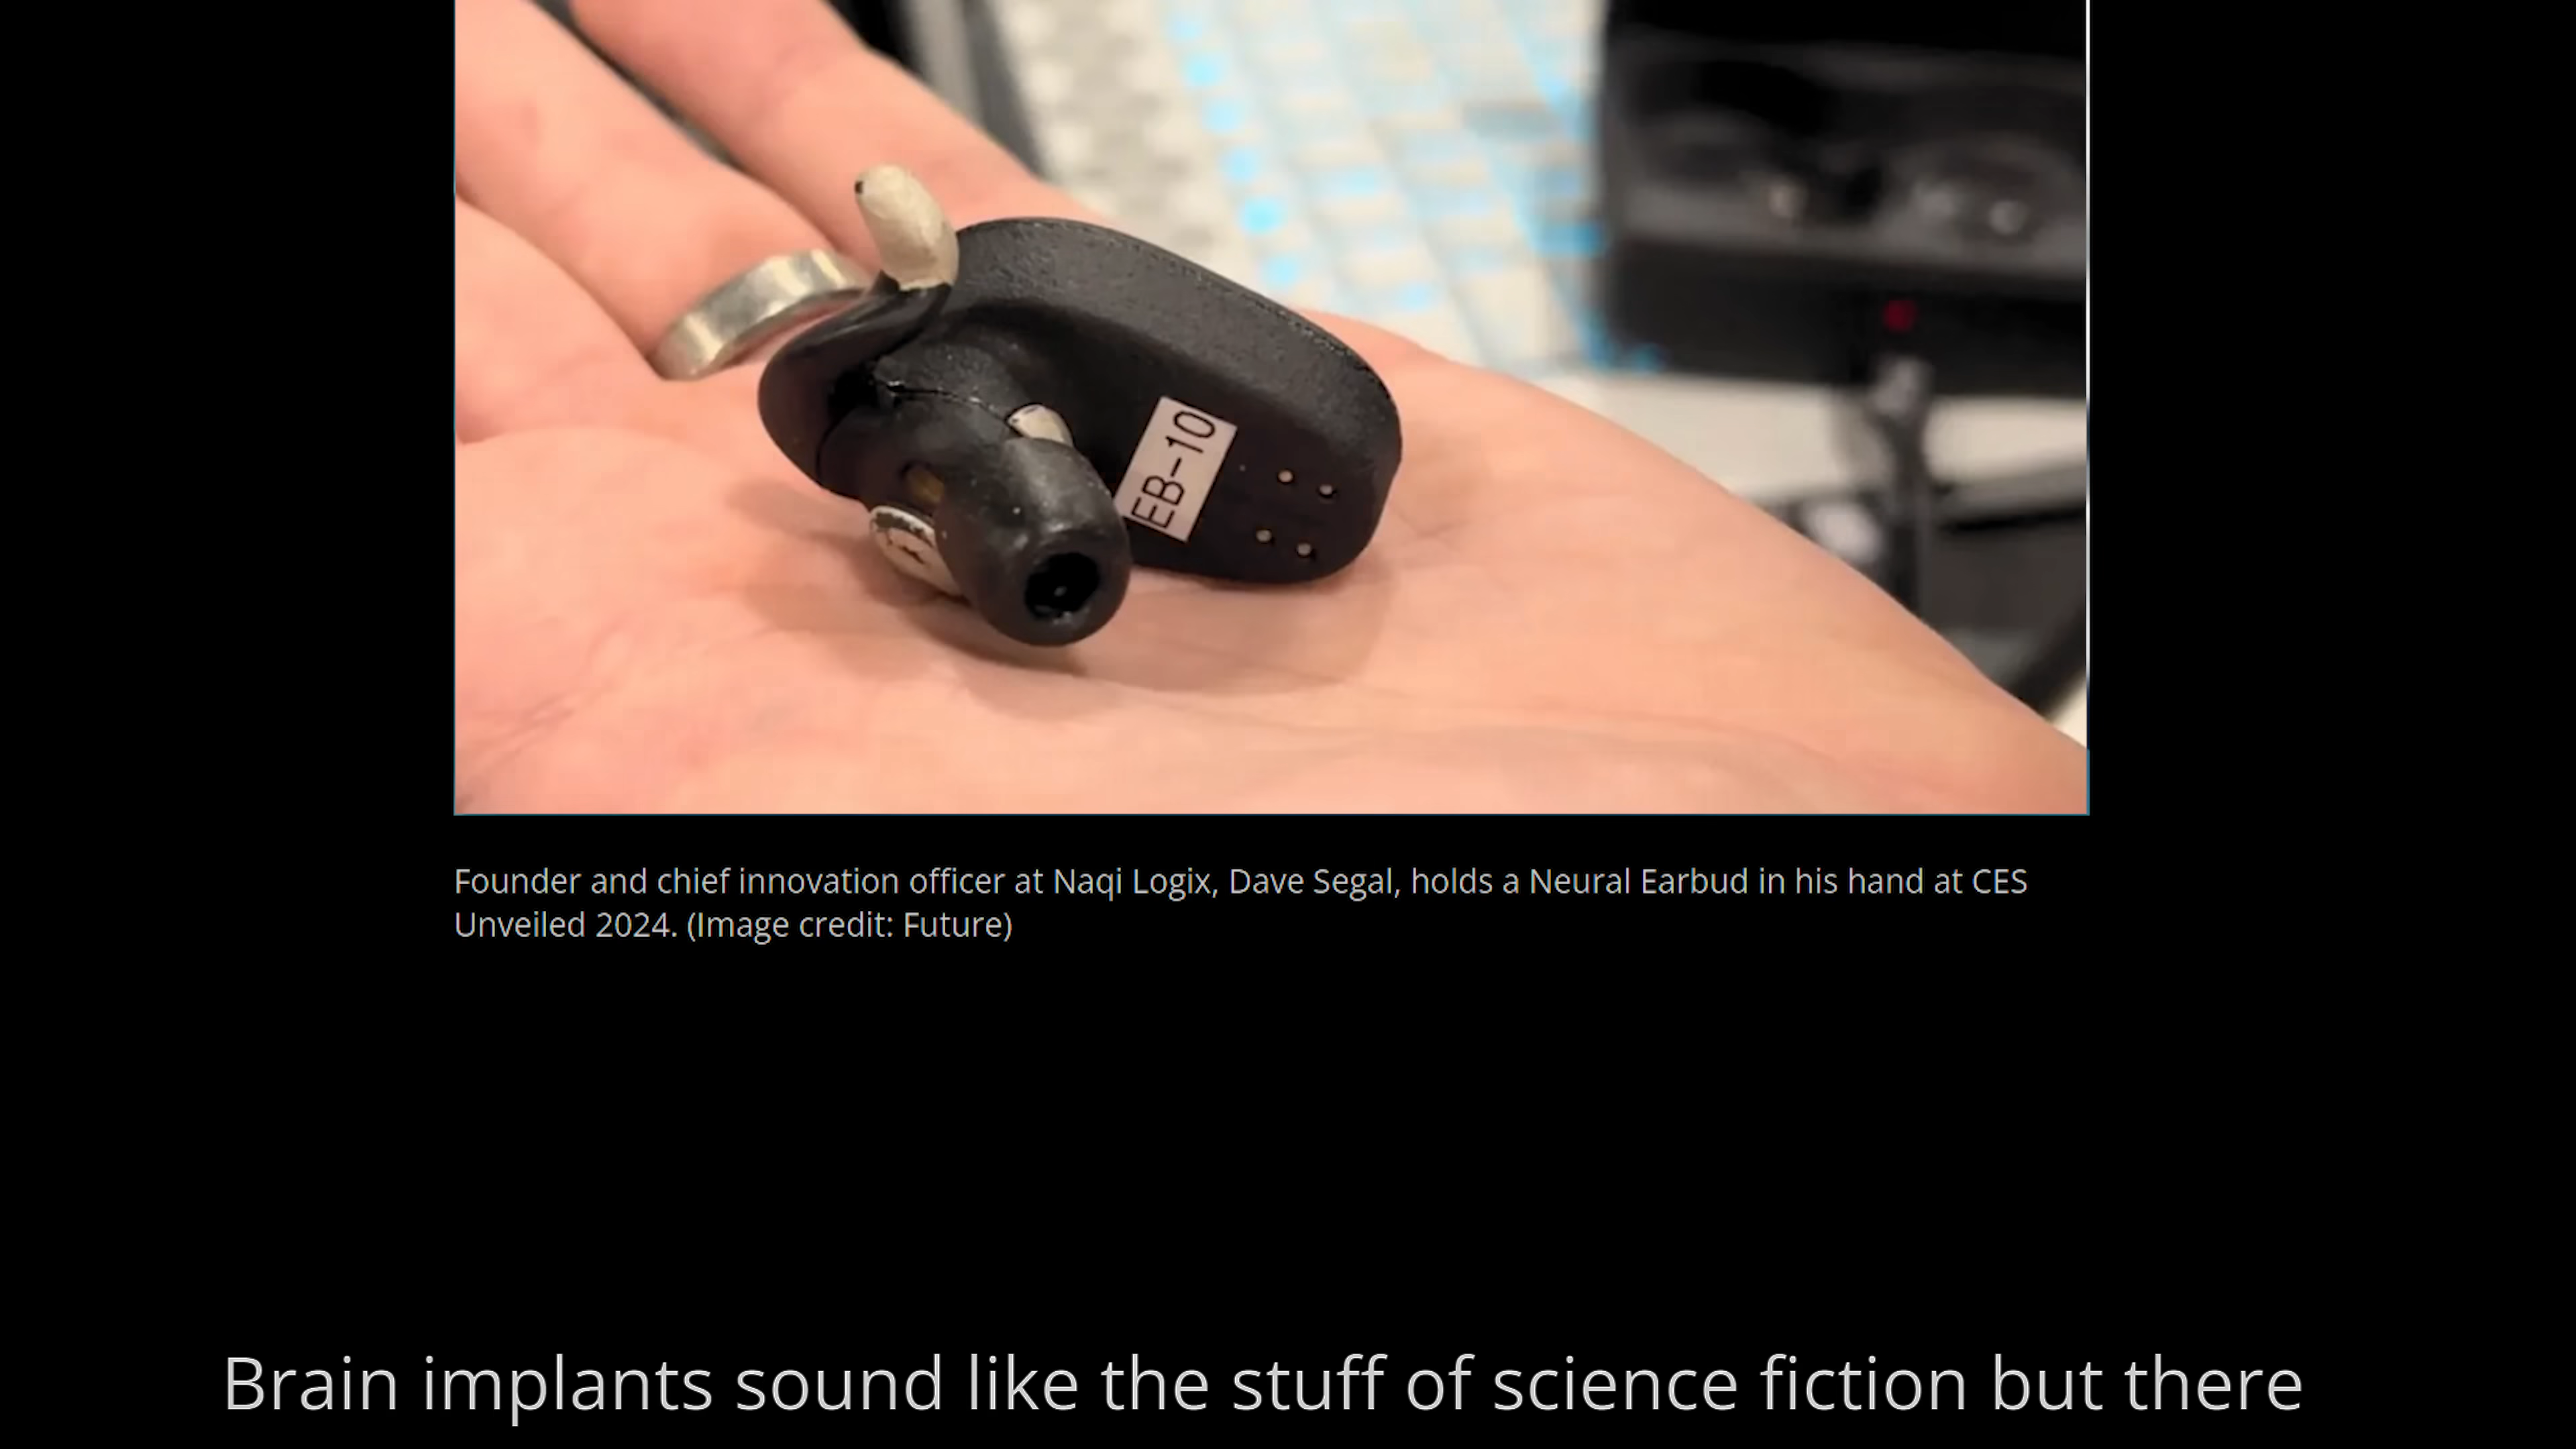 EB-10
Founder and chief innovation officer at Naqi Logix, Dave Segal, holds a Neural Earbud in his hand at CES
Unveiled 2024. (Image credit: Future)
Brain implants sound like the stuff of science fiction but there